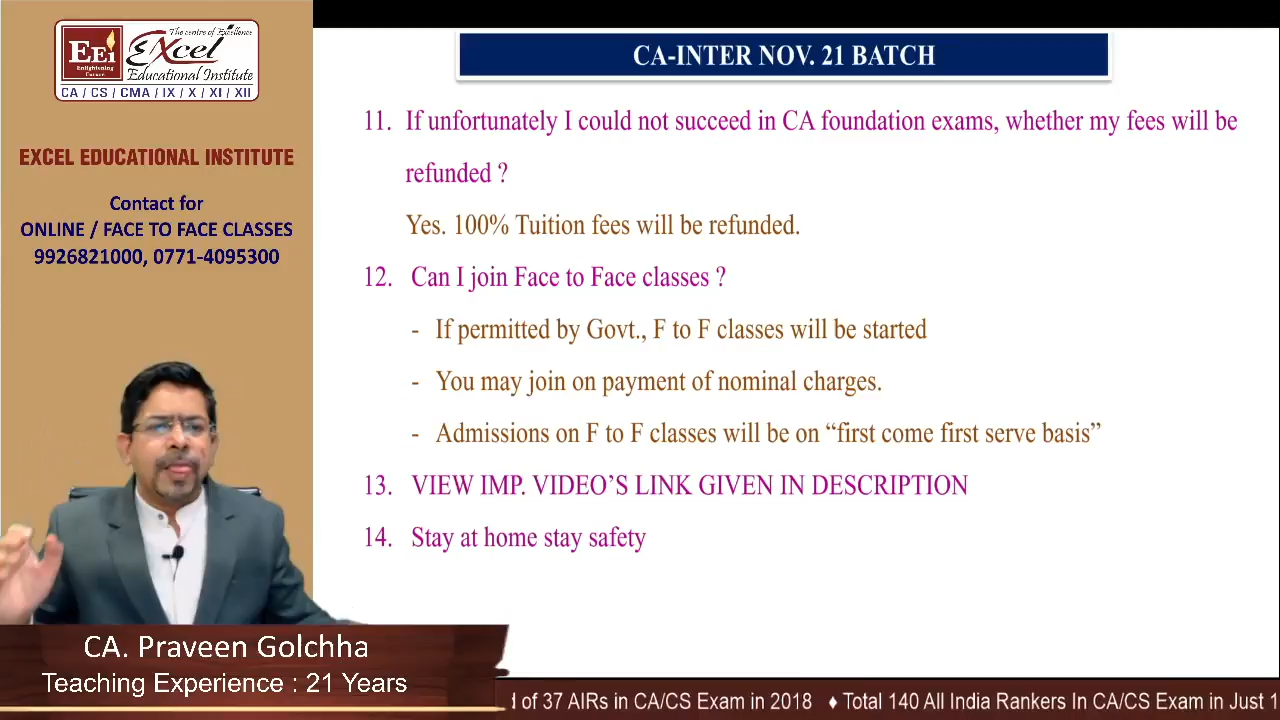 The centre of Excellence
EEi
Enlightening
Career
Excel
Educational Institute
CA / CS / CMA / IX / X / XI / XII
EXCEL EDUCATIONAL INSTITUTE
Contact for
ONLINE / FACE TO FACE CLASSES
9926821000, 0771-4095300
CA-INTER NOV. 21 BATCH
11. If unfortunately I could not succeed in CA foundation exams, whether my fees will be
refunded ?
Yes. 100% Tuition fees will be refunded.
12. Can I join Face to Face classes ?
- If permitted by Govt., F to F classes will be started
- You may join on payment of nominal charges.
- Admissions on F to F classes will be on “first come first serve basis”
13. VIEW IMP. VIDEO’S LINK GIVEN IN DESCRIPTION
14. Stay at home stay safety
CA. Praveen Golchha
Teaching Experience : 21 Years
d of 37 AIRs in CA/CS Exam in 2018 ♦ Total 140 All India Rankers In CA/CS Exam in Just 1